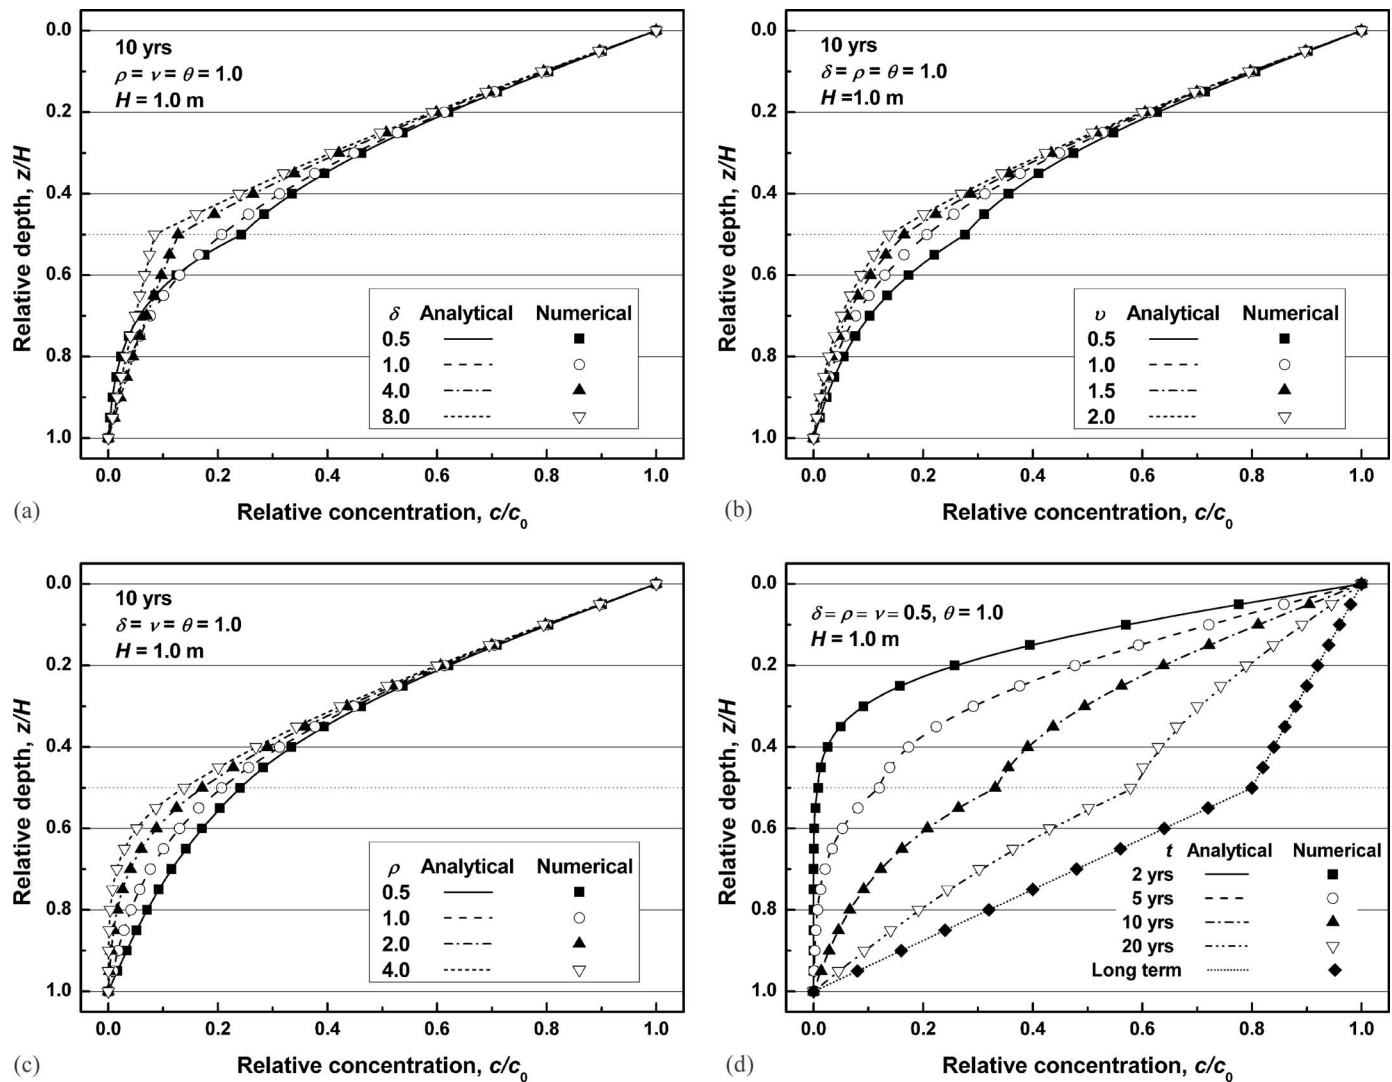 10 yrs
ρ = ν = θ = 1.0
H = 1.0 m
0.0
0.2
0.4
0.6
0.8
1.0
Relative depth, z/H
δ Analytical Numerical
0.5
1.0
4.0
8.0
0.0 0.2 0.4 0.6 0.8 1.0
(a)
Relative concentration, c/c0
10 yrs
δ = ρ = θ = 1.0
H =1.0 m
0.0
0.2
0.4
0.6
0.8
1.0
Relative depth, z/H
υ Analytical Numerical
0.5
1.0
1.5
2.0
0.0 0.2 0.4 0.6 0.8 1.0
(b)
Relative concentration, c/c0
10 yrs
δ = ν = θ = 1.0
H = 1.0 m
0.0
0.2
0.4
0.6
0.8
1.0
Relative depth, z/H
ρ Analytical Numerical
0.5
1.0
2.0
4.0
0.0 0.2 0.4 0.6 0.8 1.0
(c)
Relative concentration, c/c0
δ = ρ = ν = 0.5, θ = 1.0
H = 1.0 m
0.0
0.2
0.4
0.6
0.8
1.0
Relative depth, z/H
t Analytical Numerical
2 yrs
5 yrs
10 yrs
20 yrs
Long term
0.0 0.2 0.4 0.6 0.8 1.0
(d)
Relative concentration, c/c0